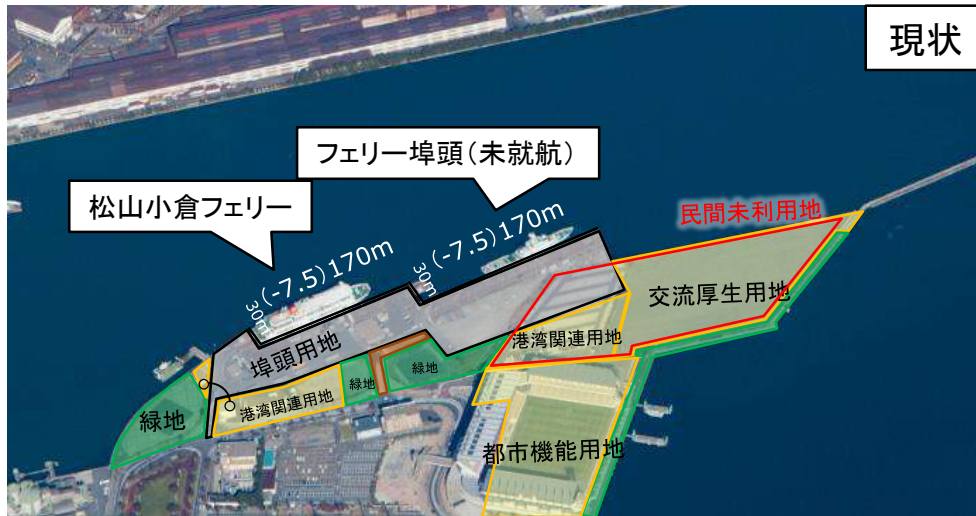 現状
フェリー埠頭(未就航)
松山小倉フェリー
民間未利用地
(-7.5)170m
30m
(-7.5)170m
30m
交流厚生用地
港湾関連用地
埠頭用地
緑地
緑地
港湾関連用地
緑地
都市機能用地